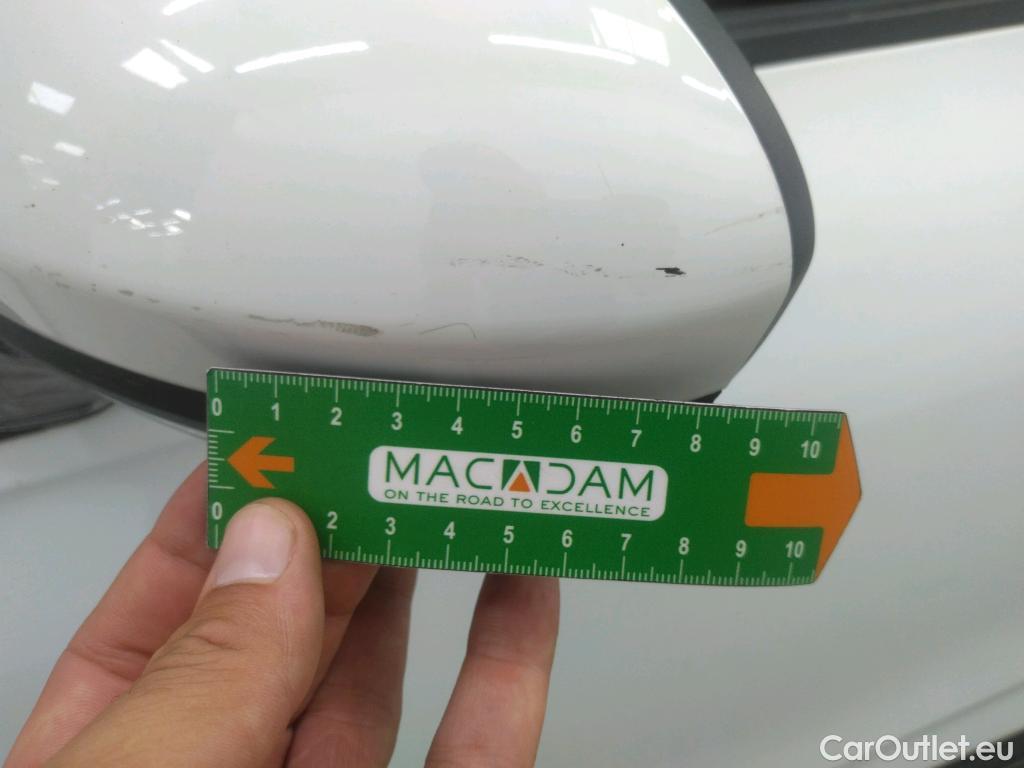 0 1 2 3 4 5 6 7 8 9 10
MACADAM
ON THE ROAD TO EXCELLENCE
0 2 3 4 5 6 7 8 9 10
CarOutlet.eu